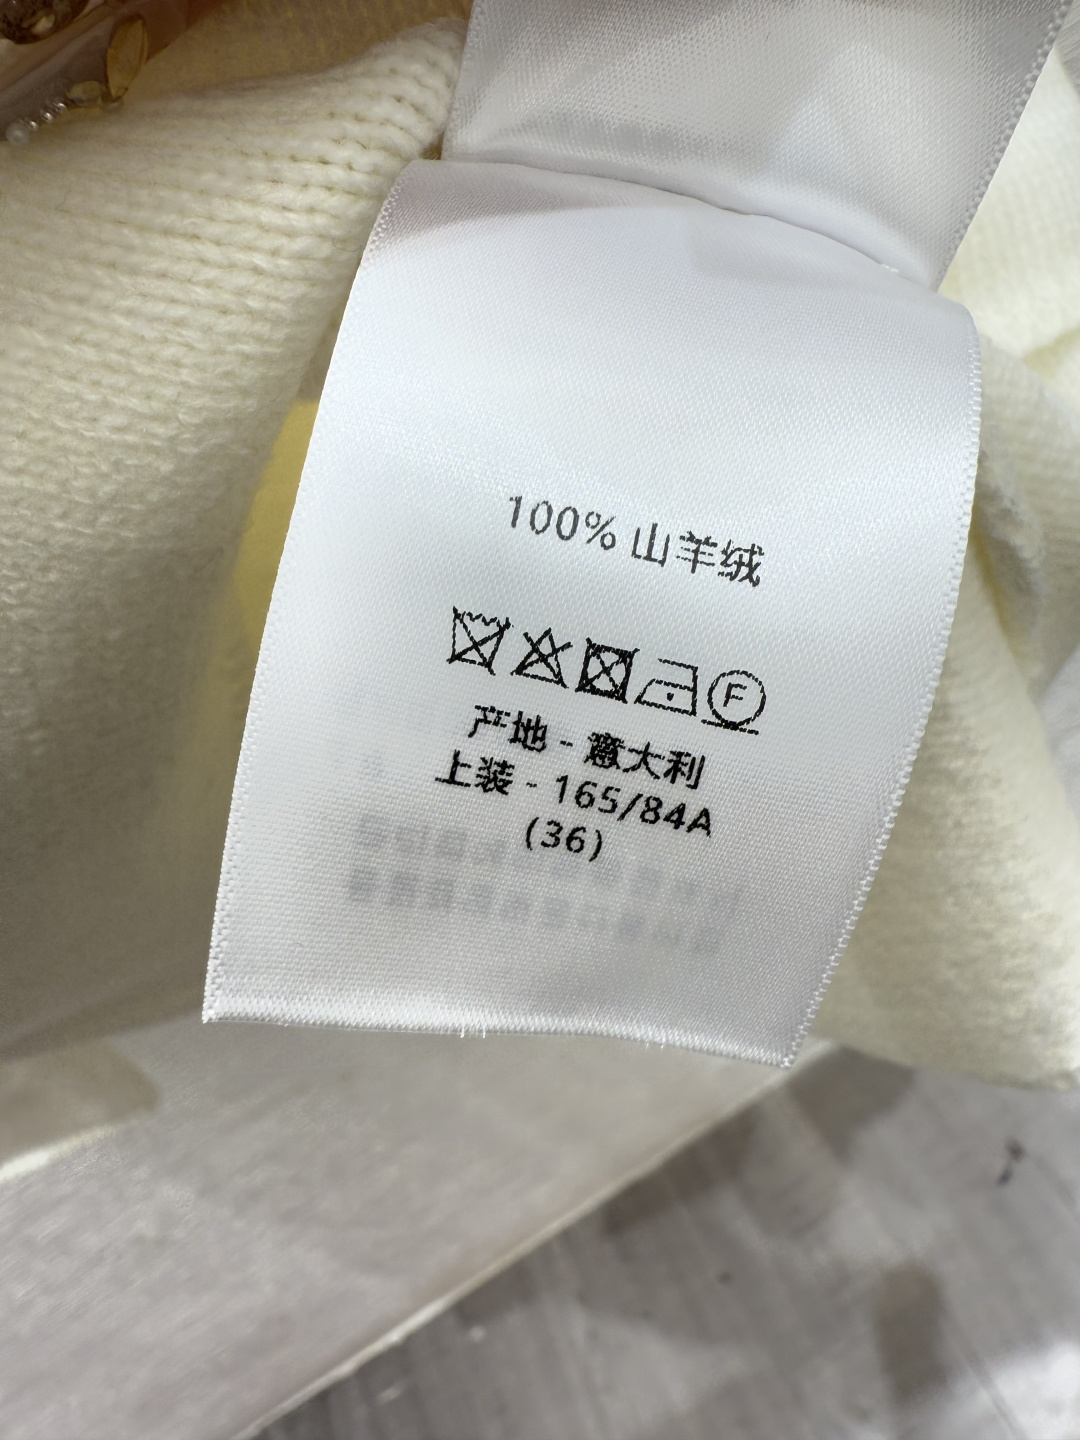 100% 山羊绒
F
产地 - 意大利
上装 - 165/84A
(36)